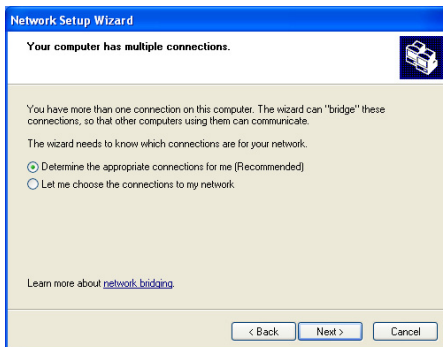 Network Setup Wizard
Your computer has multiple connections.
You have more than one connection on this computer. The wizard can "bridge" these
connections, so that other computers using them can communicate.
The wizard needs to know which connections are for your network.
Determine the appropriate connections for me (Recommended)
Let me choose the connections to my network
Learn more about network bridging.
< Back
Next >
Cancel